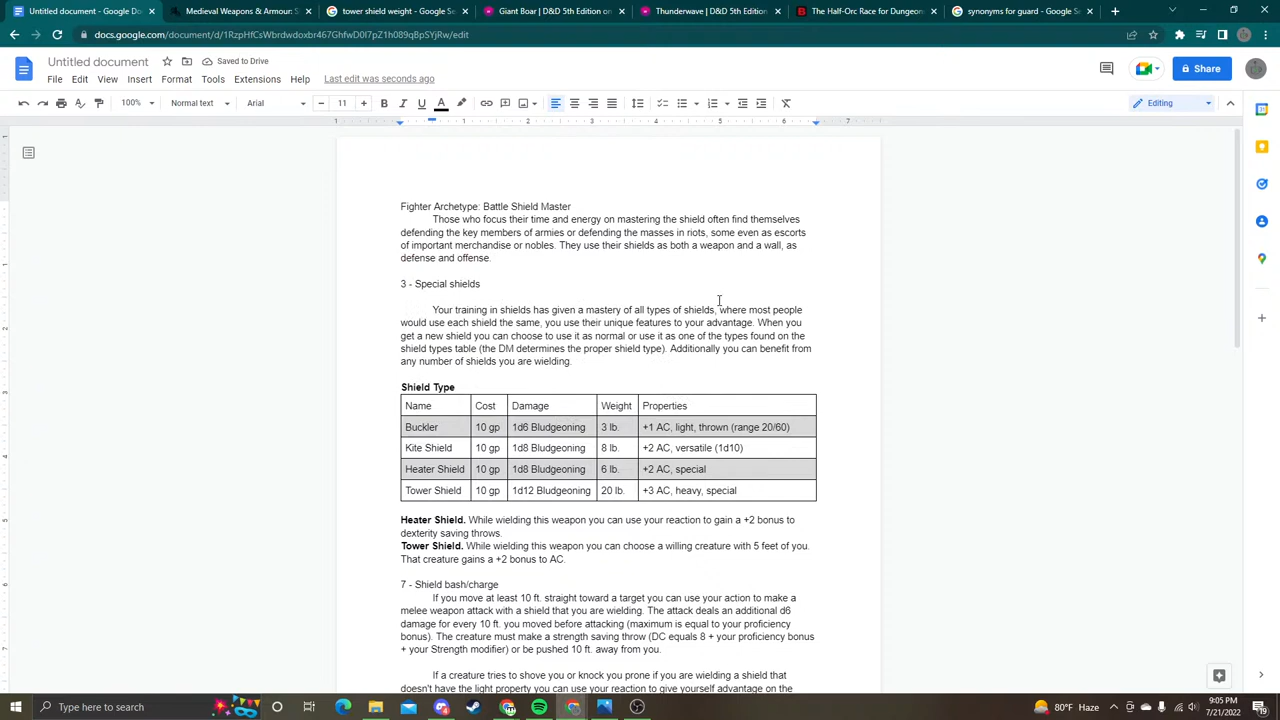 Untitled document - Google Doc
Medieval Weapons & Armour: S
tower shield weight - Google Se
Giant Boar | D&D 5th Edition on
Thunderwave | D&D 5th Edition
The Half-Orc Race for Dungeon
synonyms for guard - Google Se
docs.google.com/document/d/1RzpHfCsWbrdwdoxbr467GhfwD0I7pZ1h089qBpSYjRw/edit
Untitled document
Saved to Drive
File Edit View Insert Format Tools Extensions Help Last edit was seconds ago
Share
100% Normal text Arial 11 Editing
1 1 2 3 4 5 6 7
Fighter Archetype: Battle Shield Master
Those who focus their time and energy on mastering the shield often find themselves
defending the key members of armies or defending the masses in riots, some even as escorts
of important merchandise or nobles. They use their shields as both a weapon and a wall, as
defense and offense.
3 - Special shields
Your training in shields has given a mastery of all types of shields, where most people
would use each shield the same, you use their unique features to your advantage. When you
get a new shield you can choose to use it as normal or use it as one of the types found on the
shield types table (the DM determines the proper shield type). Additionally you can benefit from
any number of shields you are wielding.
Shield Type
Name Cost Damage Weight Properties
Buckler 10 gp 1d6 Bludgeoning 3 lb. +1 AC, light, thrown (range 20/60)
Kite Shield 10 gp 1d8 Bludgeoning 8 lb. +2 AC, versatile (1d10)
Heater Shield 10 gp 1d8 Bludgeoning 6 lb. +2 AC, special
Tower Shield 10 gp 1d12 Bludgeoning 20 lb. +3 AC, heavy, special
Heater Shield. While wielding this weapon you can use your reaction to gain a +2 bonus to
dexterity saving throws.
Tower Shield. While wielding this weapon you can choose a willing creature with 5 feet of you.
That creature gains a +2 bonus to AC.
7 - Shield bash/charge
If you move at least 10 ft. straight toward a target you can use your action to make a
melee weapon attack with a shield that you are wielding. The attack deals an additional d6
damage for every 10 ft. you moved before attacking (maximum is equal to your proficiency
bonus). The creature must make a strength saving throw (DC equals 8 + your proficiency bonus
+ your Strength modifier) or be pushed 10 ft. away from you.
If a creature tries to shove you or knock you prone if you are wielding a shield that
doesn't have the light property you can use your reaction to give yourself advantage on the
Type here to search
80°F Haze
9:05 PM
7/21/2022